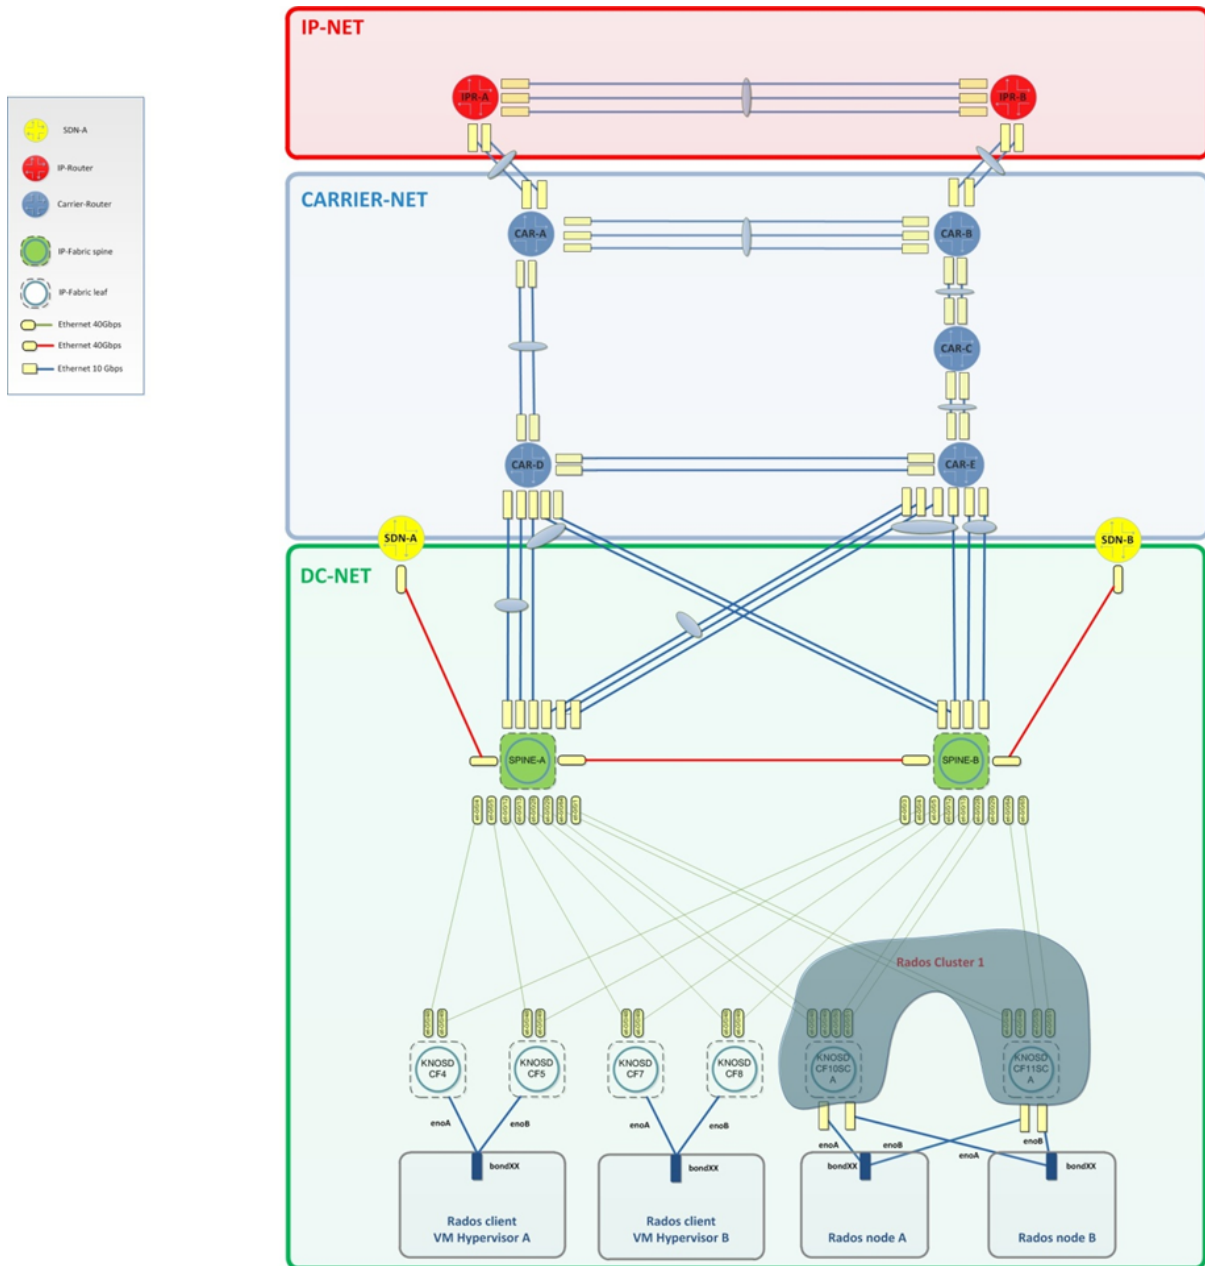 IP-NET
IPR-A
IPR-B
SDN-A
IP-Router
Carrier-Router
IP-Fabric spine
IP-Fabric leaf
Ethernet 40Gbps
Ethernet 40Gbps
Ethernet 10 Gbps
CARRIER-NET
CAR-A
CAR-B
CAR-C
CAR-D
CAR-E
SDN-A
SDN-B
DC-NET
SPINE-A
SPINE-B
Rados Cluster 1
KNOSD
CF4
KNOSD
CF5
KNOSD
CF7
KNOSD
CF8
KNOSD
CF10SC
A
KNOSD
CF11SC
A
enoA
enoB
enoA
enoB
enoA
enoB
enoA
enoB
bondXX
bondXX
bondXX
bondXX
Rados client
VM Hypervisor A
Rados client
VM Hypervisor B
Rados node A
Rados node B